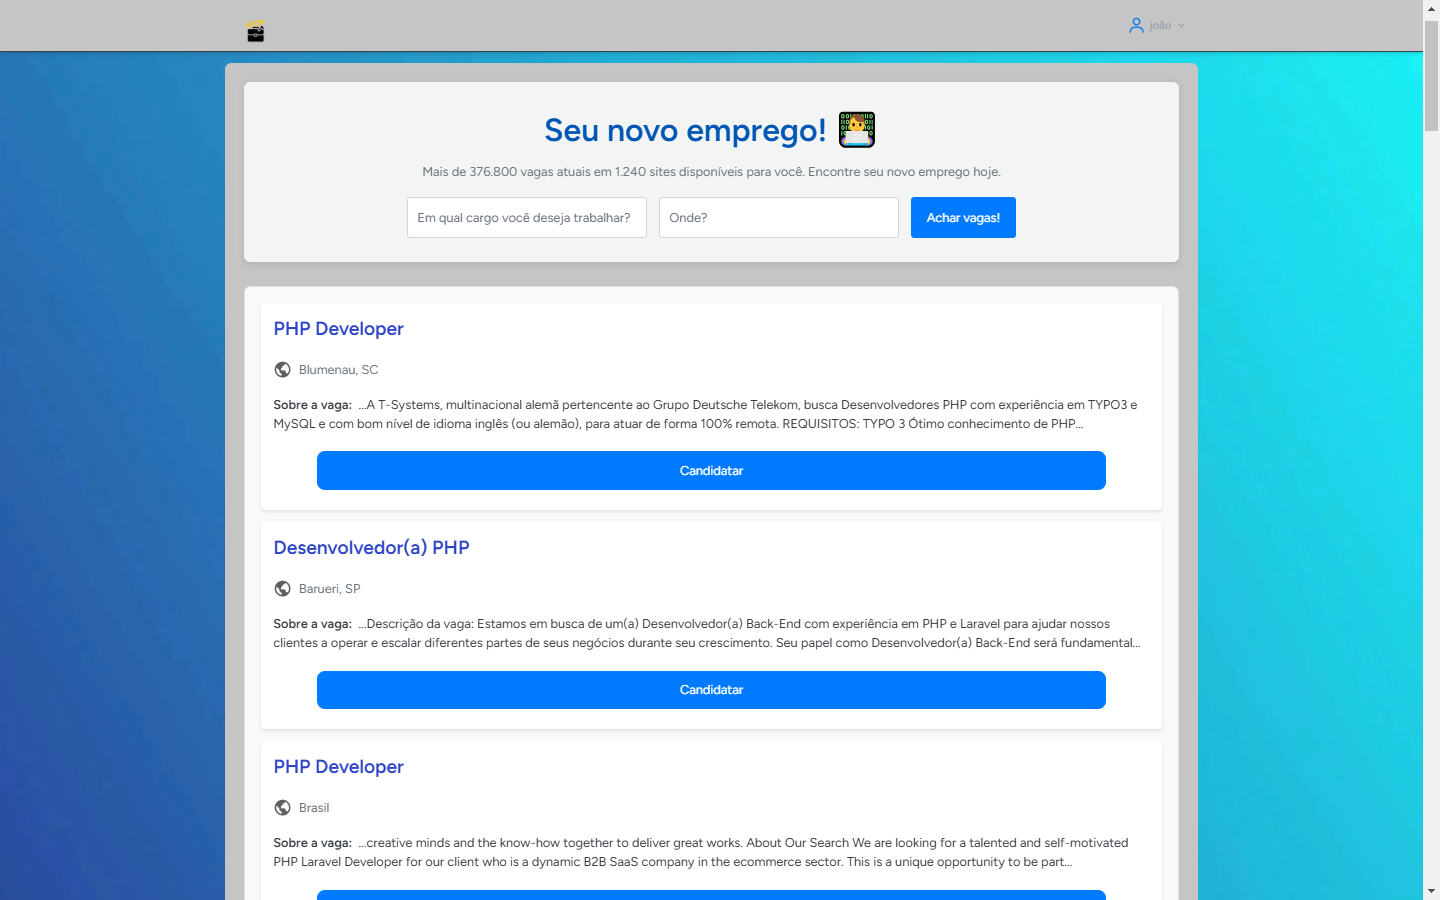 joão
Seu novo emprego!
Mais de 376.800 vagas atuais em 1.240 sites disponíveis para você. Encontre seu novo emprego hoje.
Em qual cargo você deseja trabalhar? Onde? Achar vagas!
PHP Developer
Blumenau, SC
Sobre a vaga: ...A T-Systems, multinacional alemã pertencente ao Grupo Deutsche Telekom, busca Desenvolvedores PHP com experiência em TYPO3 e
MySQL e com bom nível de idioma inglês (ou alemão), para atuar de forma 100% remota. REQUISITOS: TYPO 3 Ótimo conhecimento de PHP...
Candidatar
Desenvolvedor(a) PHP
Barueri, SP
Sobre a vaga: ...Descrição da vaga: Estamos em busca de um(a) Desenvolvedor(a) Back-End com experiência em PHP e Laravel para ajudar nossos
clientes a operar e escalar diferentes partes de seus negócios durante seu crescimento. Seu papel como Desenvolvedor(a) Back-End será fundamental...
Candidatar
PHP Developer
Brasil
Sobre a vaga: ...creative minds and the know-how together to deliver great works. About Our Search We are looking for a talented and self-motivated
PHP Laravel Developer for our client who is a dynamic B2B SaaS company in the ecommerce sector. This is a unique opportunity to be part...